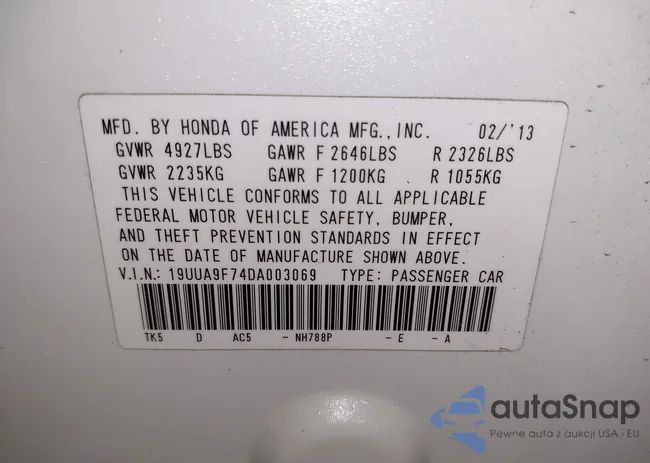 MFD. BY HONDA OF AMERICA MFG., INC. 02/'13
GVWR 4927LBS GAWR F 2646LBS R 2326LBS
GVWR 2235KG GAWR F 1200KG R 1055KG
THIS VEHICLE CONFORMS TO ALL APPLICABLE
FEDERAL MOTOR VEHICLE SAFETY, BUMPER,
AND THEFT PREVENTION STANDARDS IN EFFECT
ON THE DATE OF MANUFACTURE SHOWN ABOVE.
V.I.N.: 19UUA9F74DA003069 TYPE: PASSENGER CAR
TK5 D AC5 - NH788P - E - A
autaSnap
Pewne auta z aukcji USA i EU